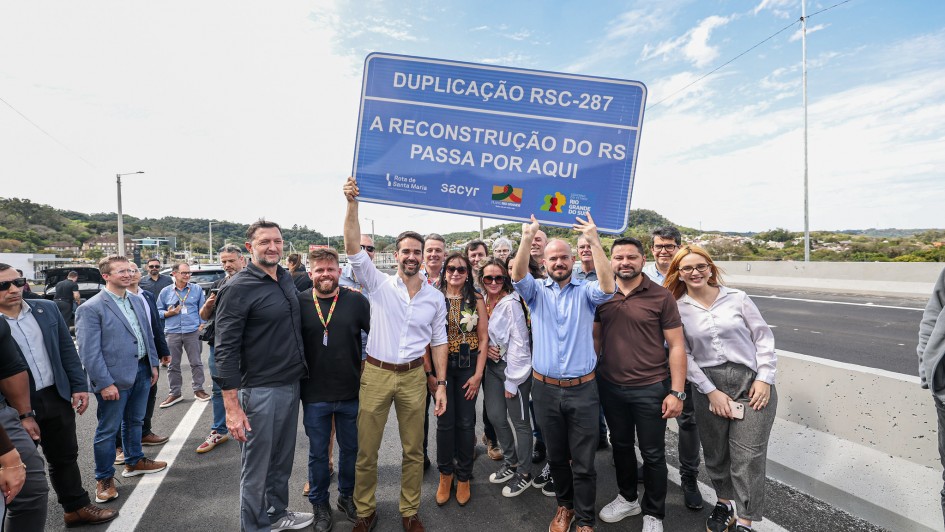 DUPLICAÇÃO RSC-287
A RECONSTRUÇÃO DO RS
PASSA POR AQUI
Rota de
Santa Maria
sacyr
RIO GRANDE
DO SUL